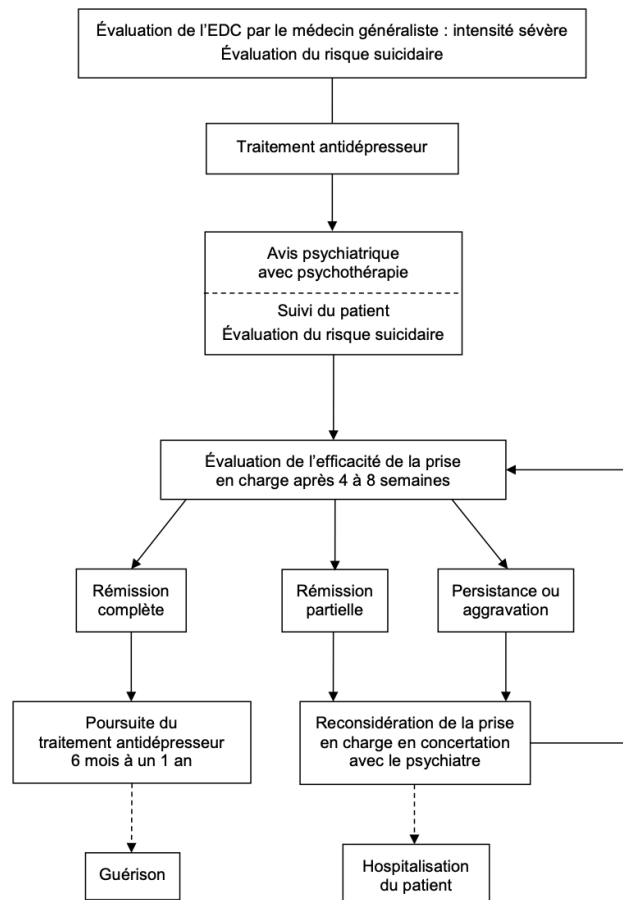 Évaluation de l’EDC par le médecin généraliste : intensité sévère
Évaluation du risque suicidaire
Traitement antidépresseur
Avis psychiatrique
avec psychothérapie
Suivi du patient
Évaluation du risque suicidaire
Évaluation de l’efficacité de la prise
en charge après 4 à 8 semaines
Rémission
complète
Rémission
partielle
Persistance ou
aggravation
Poursuite du
traitement antidépresseur
6 mois à un 1 an
Reconsidération de la prise
en charge en concertation
avec le psychiatre
Guérison
Hospitalisation
du patient